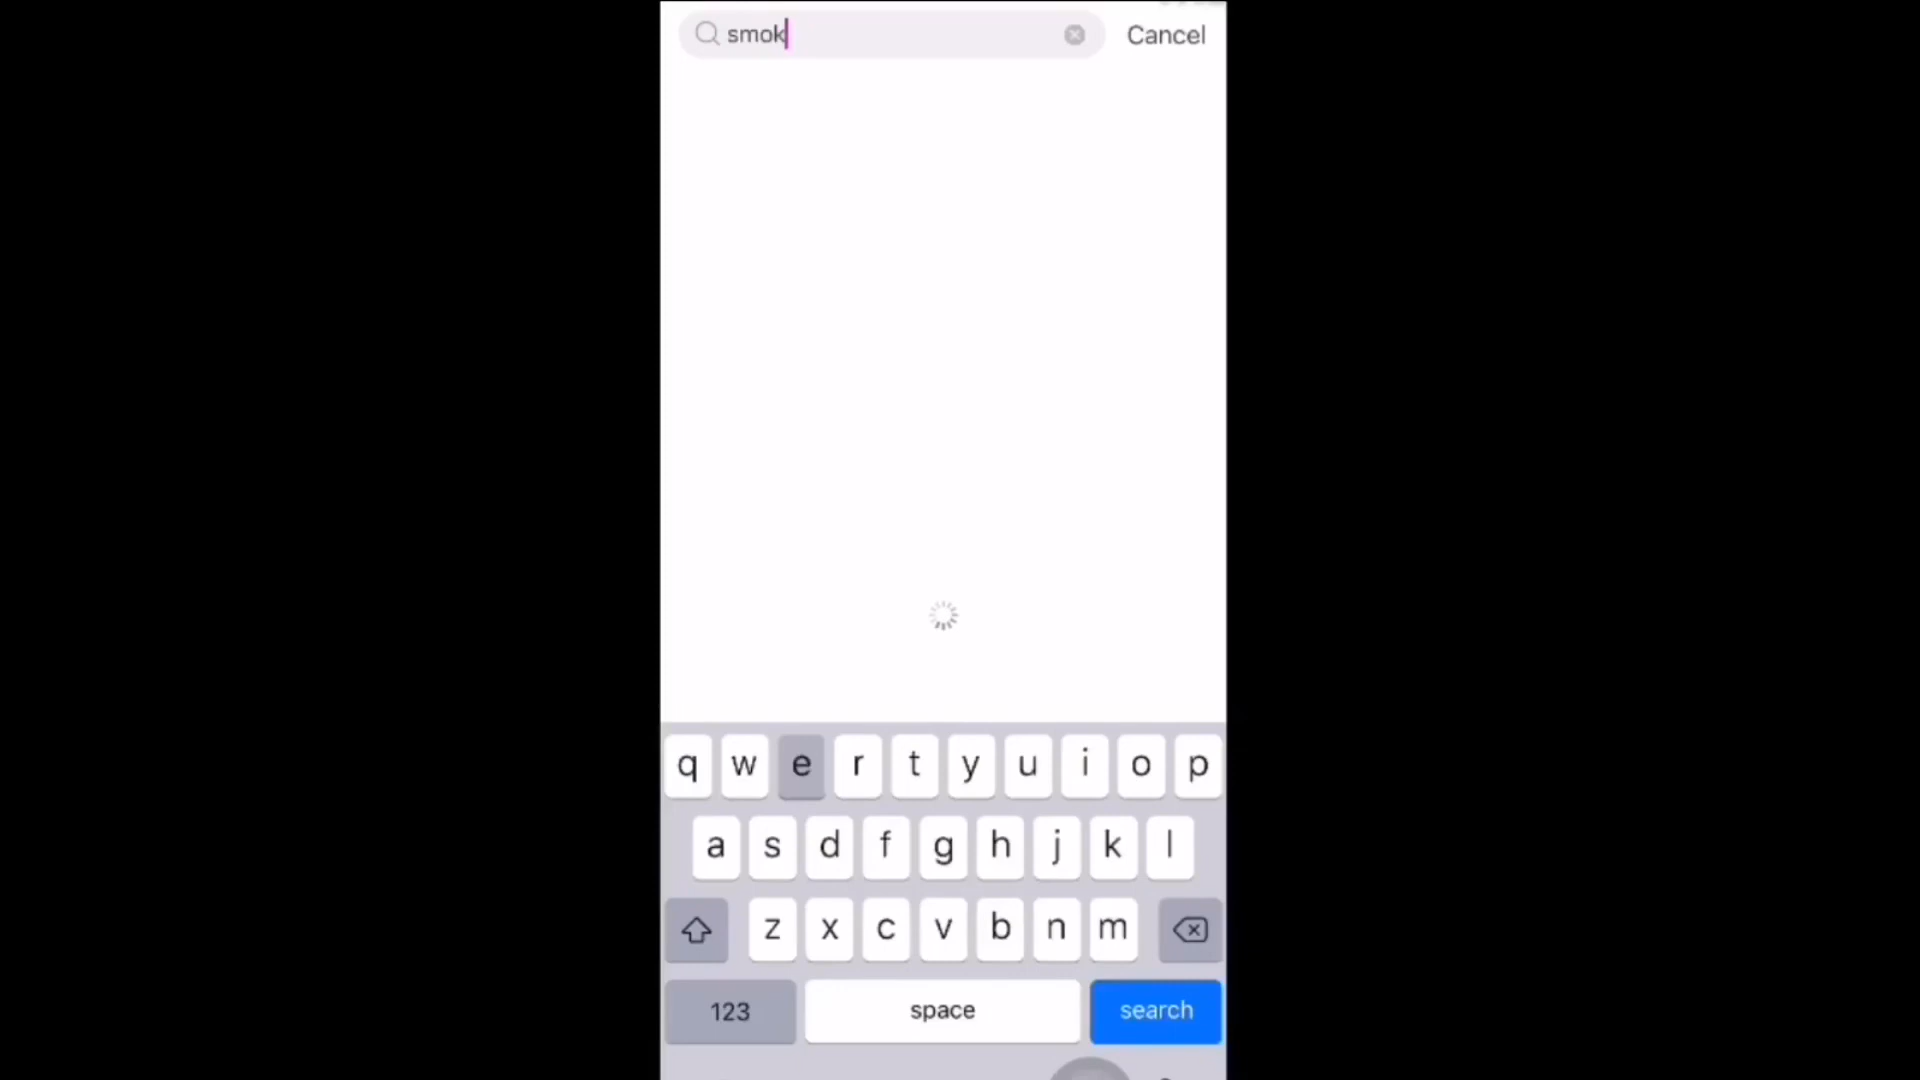 smok
Cancel
q w e r t y u i o p
a s d f g h j k l
z x c v b n m
123 space search